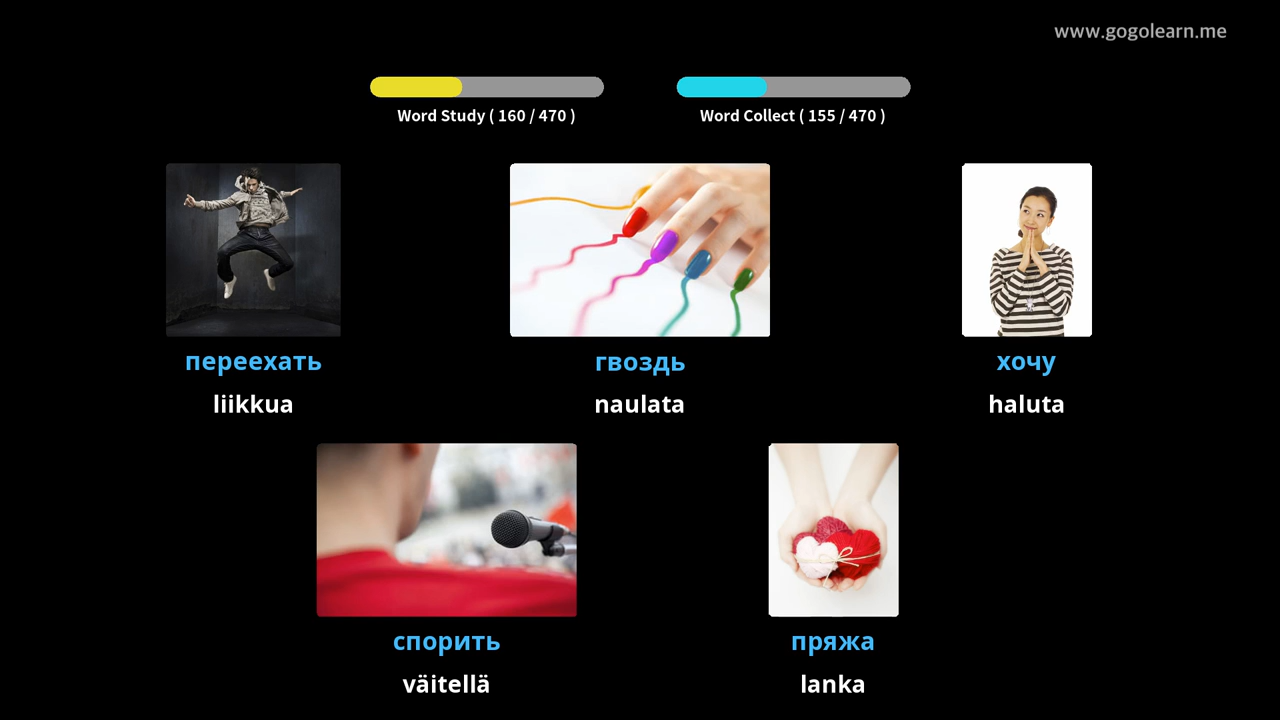 www.gogolearn.me
Word Study ( 160 / 470 )
Word Collect ( 155 / 470 )
переехать
liikkua
гвоздь
naulata
хочу
haluta
спорить
väitellä
пряжа
lanka